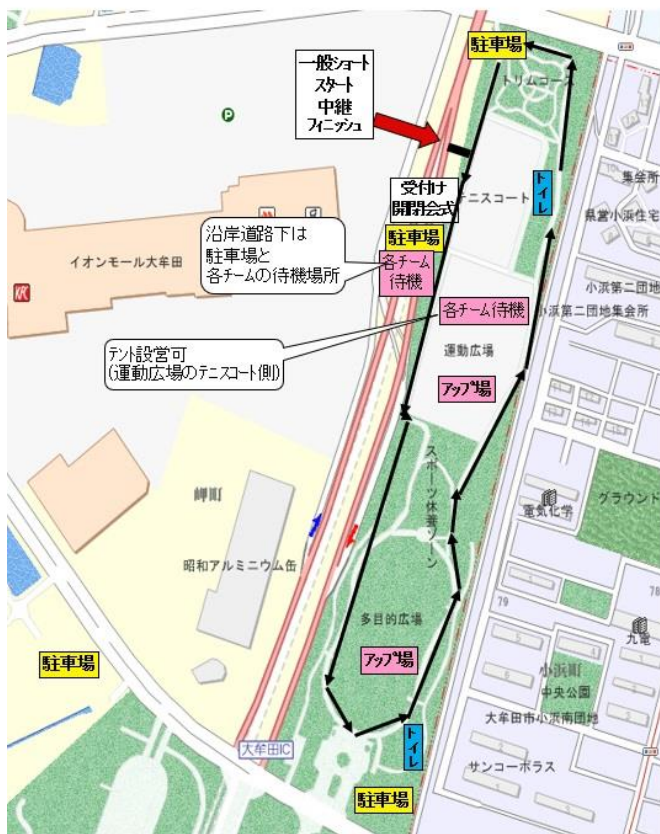 駐車場
一般ショート
スタート
中継
フィニッシュ
トリムコース
P
受付け
開閉会式
テニスコート
トイレ
集会所
県営小浜住宅
駐車場
沿岸道路下は
駐車場と
各チームの待機場所
各チーム
待機
イオンモール大牟田
KFC
各チーム待機
小浜第二団地
小浜第二団地集会所
テント設営可
(運動広場のテニスコート側)
運動広場
アップ場
スポーツ休養ゾーン
岬町
昭和アルミニウム缶
電気化学
グラウンド
多目的広場
アップ場
79
78
九電
小浜町
中央公園
駐車場
大牟田市小浜南団地
トイレ
大牟田IC
サンコーポラス
駐車場